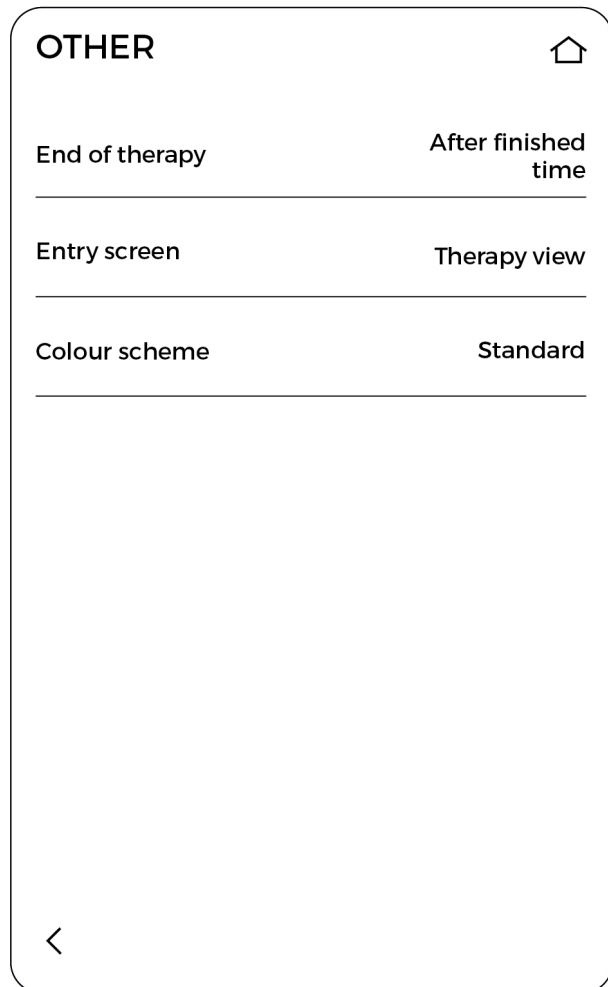 OTHER
End of therapy
After finished
time
Entry screen
Therapy view
Colour scheme
Standard